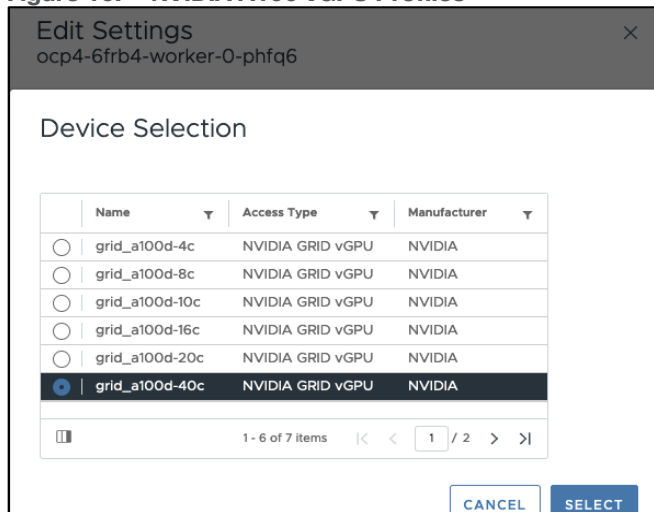 Edit Settings
ocp4-6frb4-worker-0-phfq6
Device Selection
Name Access Type Manufacturer
grid_a100d-4c NVIDIA GRID vGPU NVIDIA
grid_a100d-8c NVIDIA GRID vGPU NVIDIA
grid_a100d-10c NVIDIA GRID vGPU NVIDIA
grid_a100d-16c NVIDIA GRID vGPU NVIDIA
grid_a100d-20c NVIDIA GRID vGPU NVIDIA
grid_a100d-40c NVIDIA GRID vGPU NVIDIA
1 - 6 of 7 items 1 / 2
CANCEL SELECT